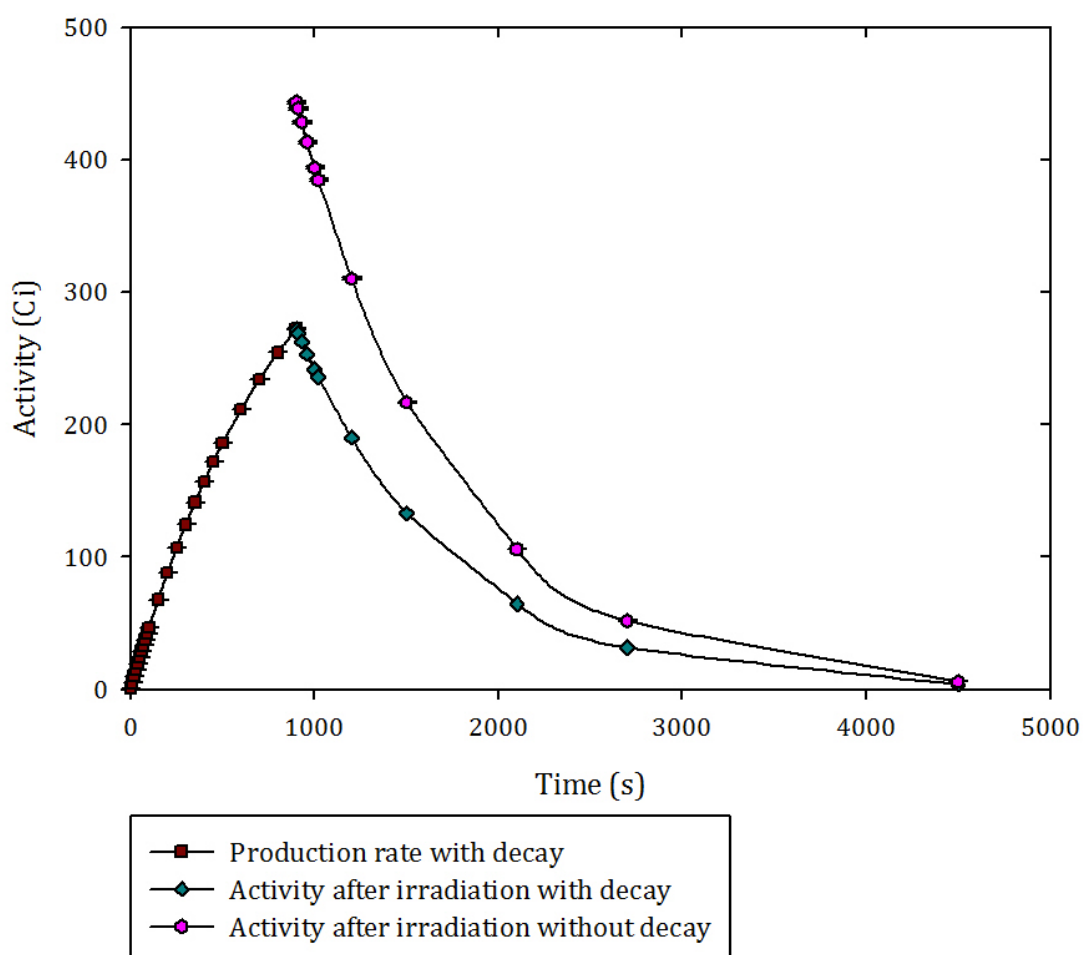 500
400
300
200
100
0
Activity (Ci)
0 1000 2000 3000 4000 5000
Time (s)
Production rate with decay
Activity after irradiation with decay
Activity after irradiation without decay